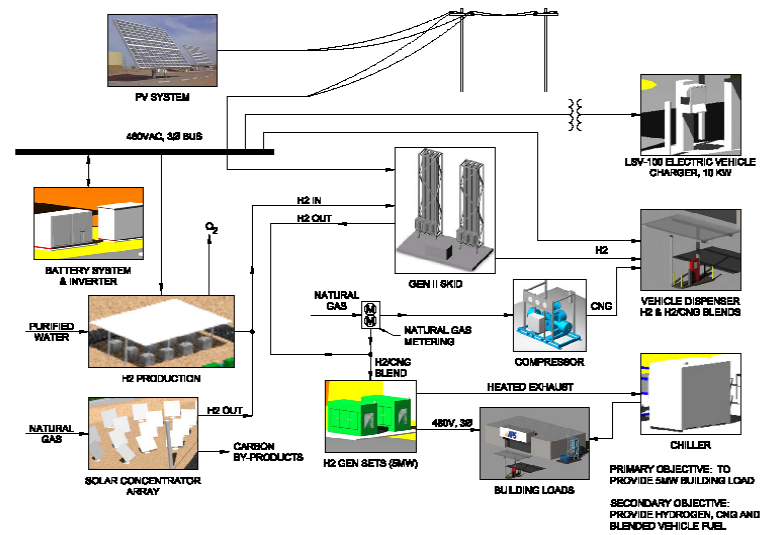 PV SYSTEM
460VAC, 3Ø BUS
LSV-100 ELECTRIC VEHICLE
CHARGER, 10 KW
H2 IN
O2
H2 OUT
H2
BATTERY SYSTEM
& INVERTER
GEN II SKID
VEHICLE DISPENSER
H2 & H2/CNG BLENDS
NATURAL
GAS
M
M
CNG
PURIFIED
WATER
NATURAL GAS
METERING
COMPRESSOR
H2 PRODUCTION
H2/CNG
BLEND
HEATED EXHAUST
H2 OUT
NATURAL
GAS
480V, 3Ø
APS
CHILLER
CARBON
BY-PRODUCTS
SOLAR CONCENTRATOR
ARRAY
H2 GEN SETS (5MW)
BUILDING LOADS
PRIMARY OBJECTIVE: TO
PROVIDE 5MW BUILDING LOAD
SECONDARY OBJECTIVE:
PROVIDE HYDROGEN, CNG AND
BLENDED VEHICLE FUEL